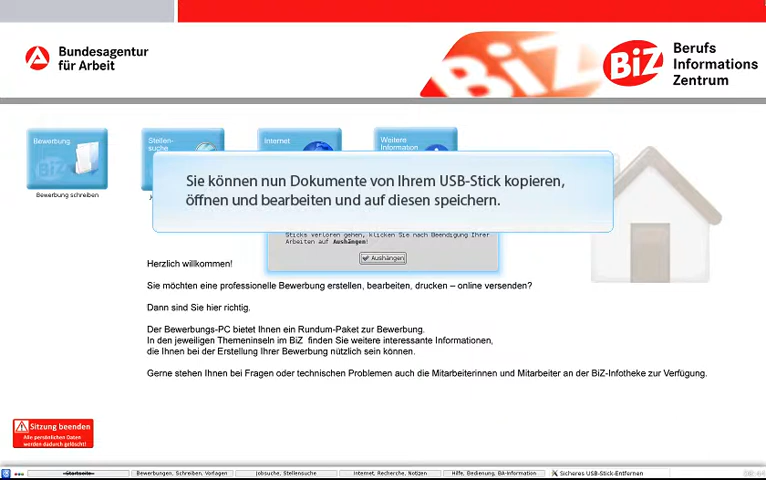 Bundesagentur
für Arbeit
BiZ
BiZ
Berufs
Informations
Zentrum
Bewerbung
Stellen-
suche
Internet
Weitere
Information
BiZ
Bewerbung schreiben
Sie können nun Dokumente von Ihrem USB-Stick kopieren,
öffnen und bearbeiten und auf diesen speichern.
Sticks verloren gehen, klicken Sie nach Beendigung Ihrer
Arbeiten auf Aushängen!
Aushängen
Herzlich willkommen!
Sie möchten eine professionelle Bewerbung erstellen, bearbeiten, drucken – online versenden?
Dann sind Sie hier richtig.
Der Bewerbungs-PC bietet Ihnen ein Rundum-Paket zur Bewerbung.
In den jeweiligen Themeninseln im BiZ finden Sie weitere interessante Informationen,
die Ihnen bei der Erstellung Ihrer Bewerbung nützlich sein können.
Gerne stehen Ihnen bei Fragen oder technischen Problemen auch die Mitarbeiterinnen und Mitarbeiter an der BiZ-Infotheke zur Verfügung.
Sitzung beenden
Alle persönlichen Daten
werden dadurch gelöscht!
Startseite
Bewerbungen, Schreiben, Vorlagen
Jobsuche, Stellensuche
Internet, Recherche, Notizen
Hilfe, Bedienung, BA-Information
Sicheres USB-Stick-Entfernen